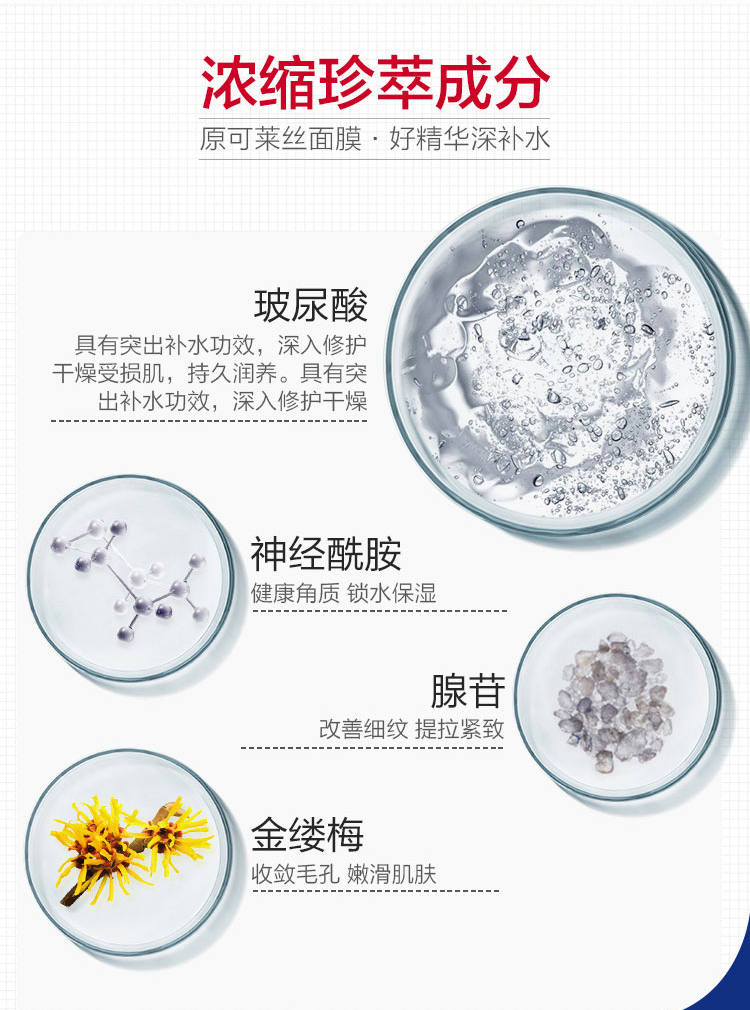 浓缩珍萃成分
原可莱丝面膜·好精华深补水
玻尿酸
具有突出补水功效，深入修护
干燥受损肌，持久润养。具有突
出补水功效，深入修护干燥
神经酰胺
健康角质 锁水保湿
腺苷
改善细纹 提拉紧致
金缕梅
收敛毛孔 嫩滑肌肤